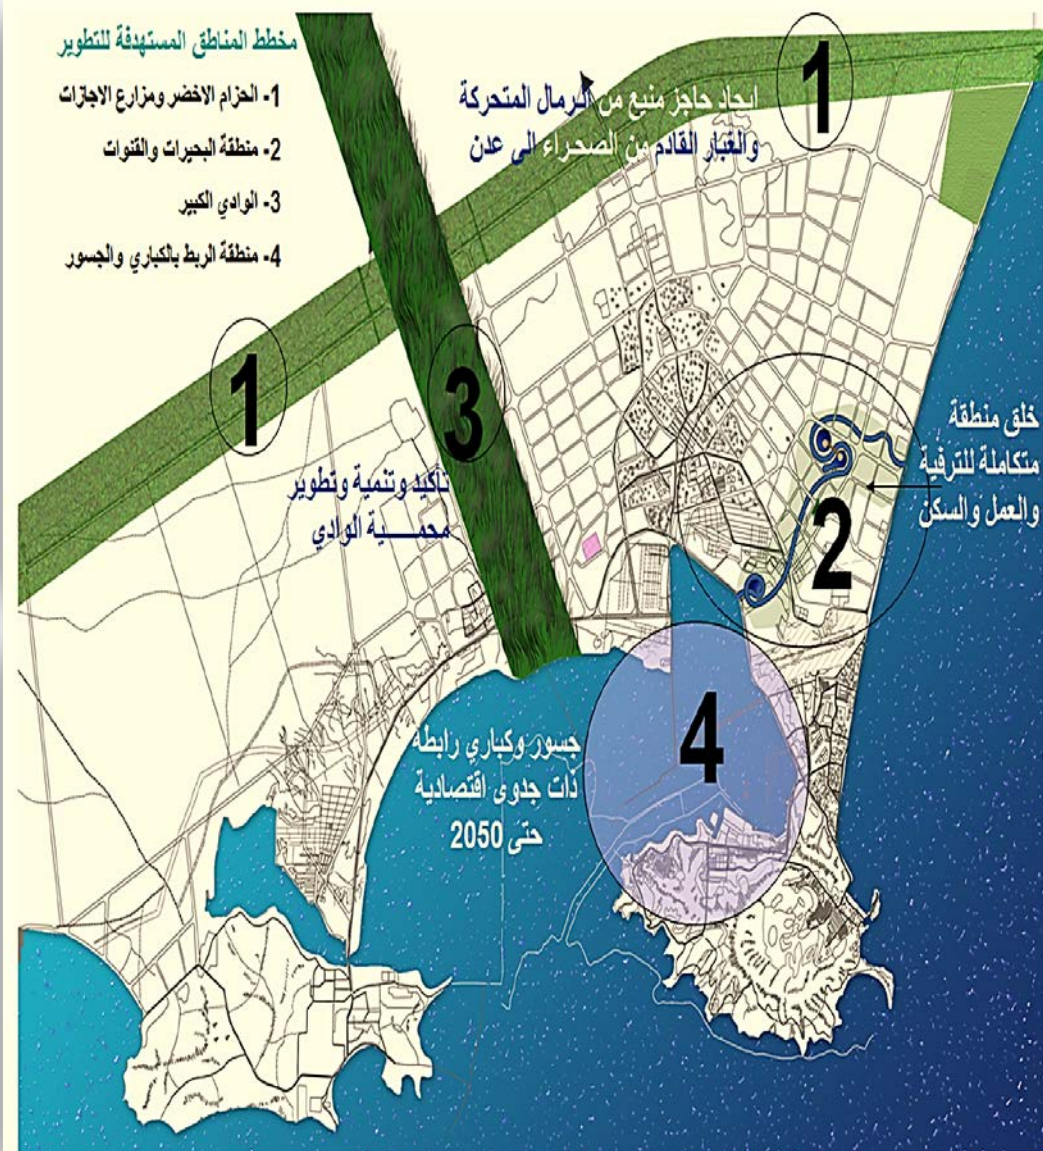 مخطط المناطق المستهدفة للتطوير
1- الحزام الاخضر ومزارع الاجازات
2- منطقة البحيرات والقنوات
3- الوادي الكبير
4- منطقة الربط بالكباري والجسور
1
ايجاد حاجز منيع من الرمال المتحركة
والغبار القادم من الصحراء الى عدن
1
3
تأكيد وتنمية وتطوير
محمــــية الوادي
خلق منطقة
متكاملة للترفية
والعمل والسكن
2
4
جسور وكباري رابطة
ذات جدوى اقتصادية
حتى 2050